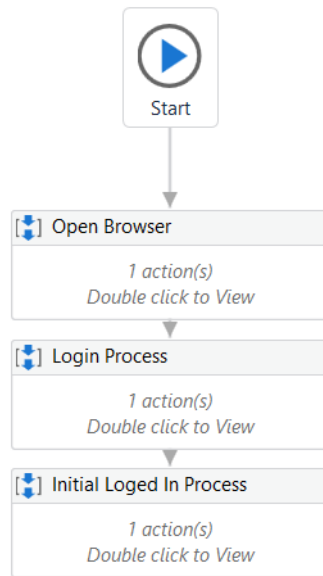 Start
Open Browser
1 action(s)
Double click to View
Login Process
1 action(s)
Double click to View
Initial Loged In Process
1 action(s)
Double click to View